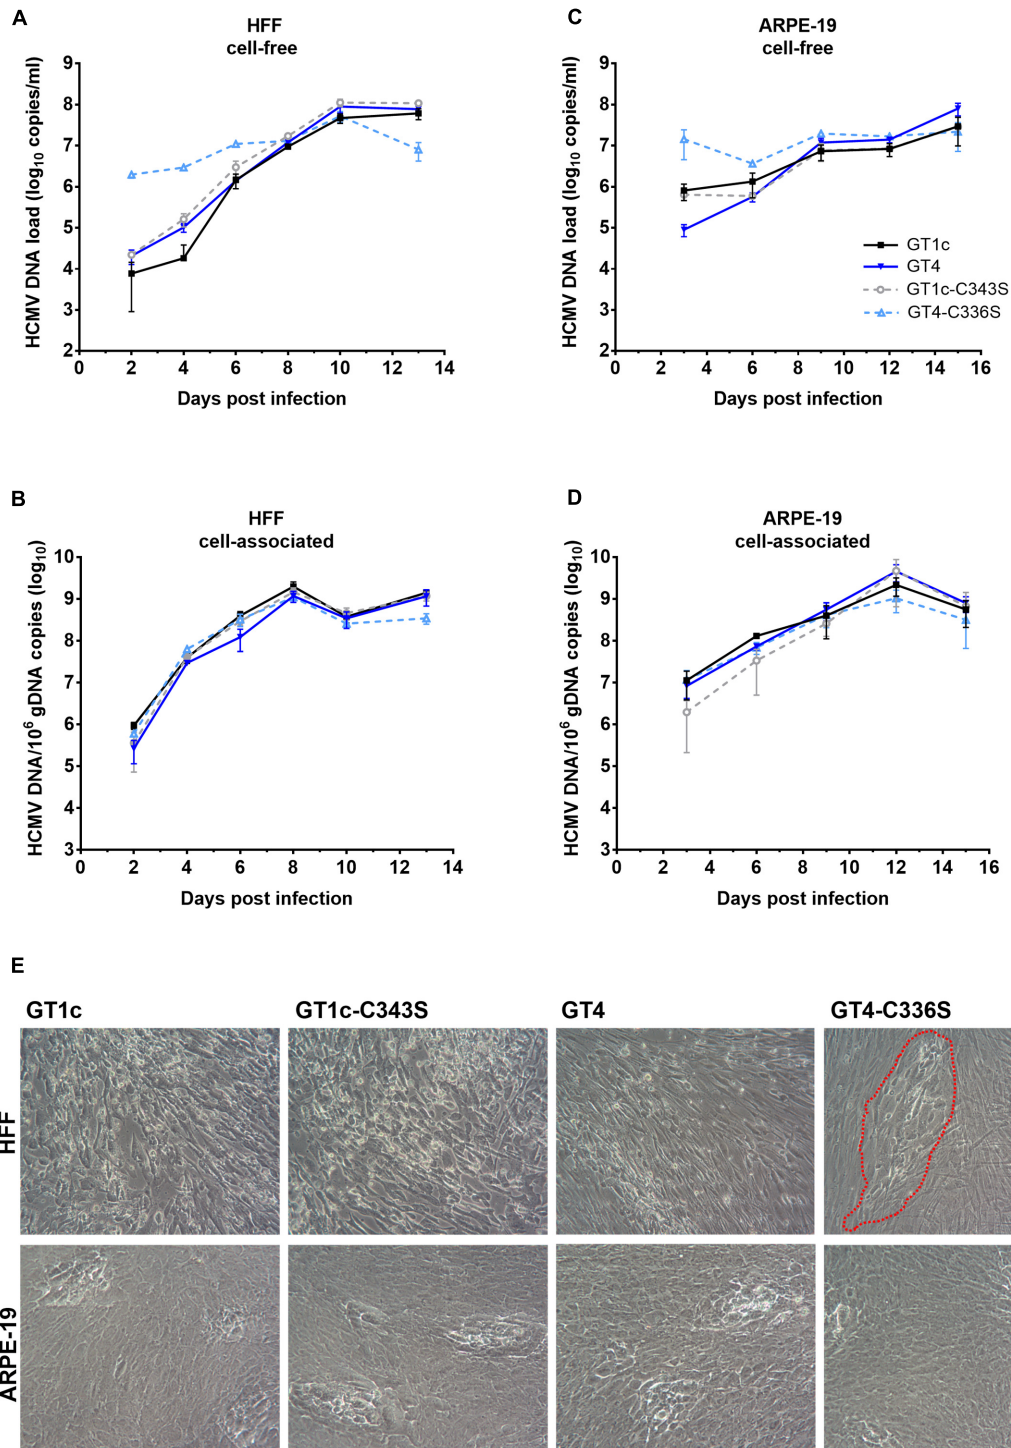 A
HFF
cell-free
HCMV DNA load (log10 copies/ml)
9
8
7
6
5
4
3
2
0 2 4 6 8 10 12 14
Days post infection
C
ARPE-19
cell-free
HCMV DNA load (log10 copies/ml)
9
8
7
6
5
4
3
2
GT1c
GT4
GT1c-C343S
GT4-C336S
0 2 4 6 8 10 12 14 16
Days post infection
B
HFF
cell-associated
HCMV DNA/10^6 gDNA copies (log10)
10
9
8
7
6
5
4
3
0 2 4 6 8 10 12 14
Days post infection
D
ARPE-19
cell-associated
HCMV DNA/10^6 gDNA copies (log10)
10
9
8
7
6
5
4
3
0 2 4 6 8 10 12 14 16
Days post infection
E
GT1c GT1c-C343S GT4 GT4-C336S
HFF
ARPE-19